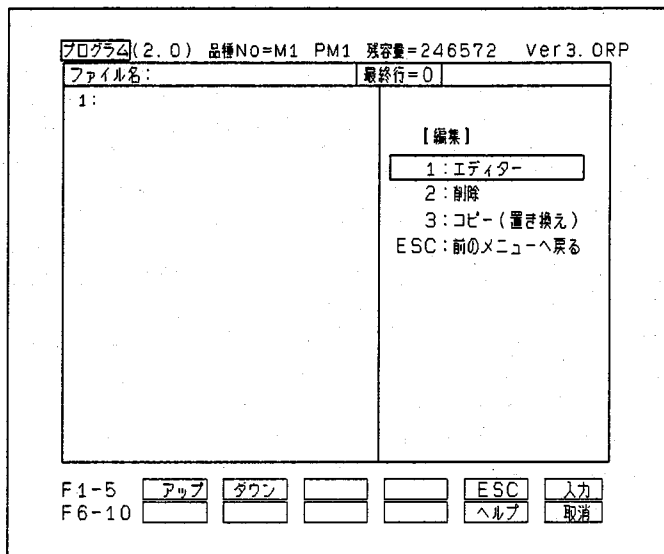 プログラム(2.0) 品種No=M1 PM1 残容量=246572 Ver3.0RP
ファイル名: 最終行=0
1:
【編集】
1:エディター
2:削除
3:コピー(置き換え)
ESC:前のメニューへ戻る
F1-5 アップ ダウン ESC 入力
F6-10 ヘルプ 取消